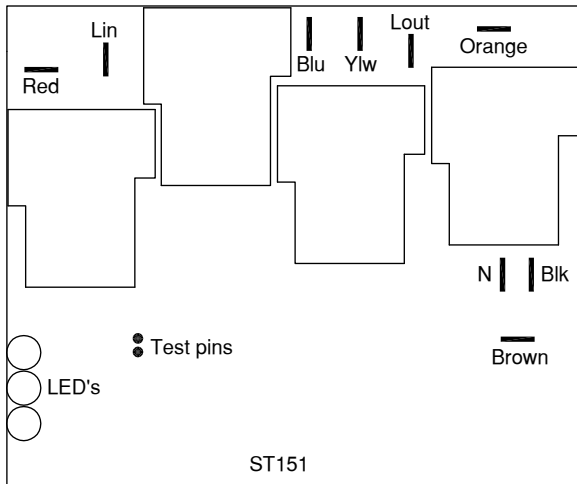 Lin
Lout
Orange
Blu
Ylw
Red
N
Blk
Test pins
Brown
LED's
ST151